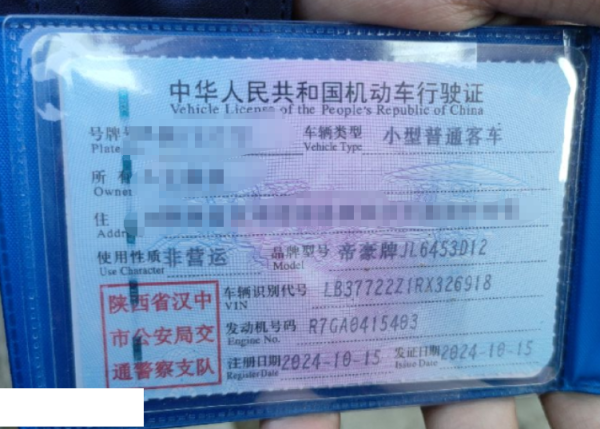 中华人民共和国机动车行驶证
Vehicle License of the People's Republic of China
号牌
Plate
车辆类型 小型普通客车
Vehicle Type
所有
Owner
住
Addr
使用性质 非营运
Use Character
品牌型号 帝豪牌JL6453D12
Model
车辆识别代号 LB37722Z1RX326918
VIN
发动机号码 R7GA0415403
Engine No.
注册日期 2024-10-15
Register Date
发证日期 2024-10-15
Issue Date
陕西省汉中
市公安局交
通警察支队